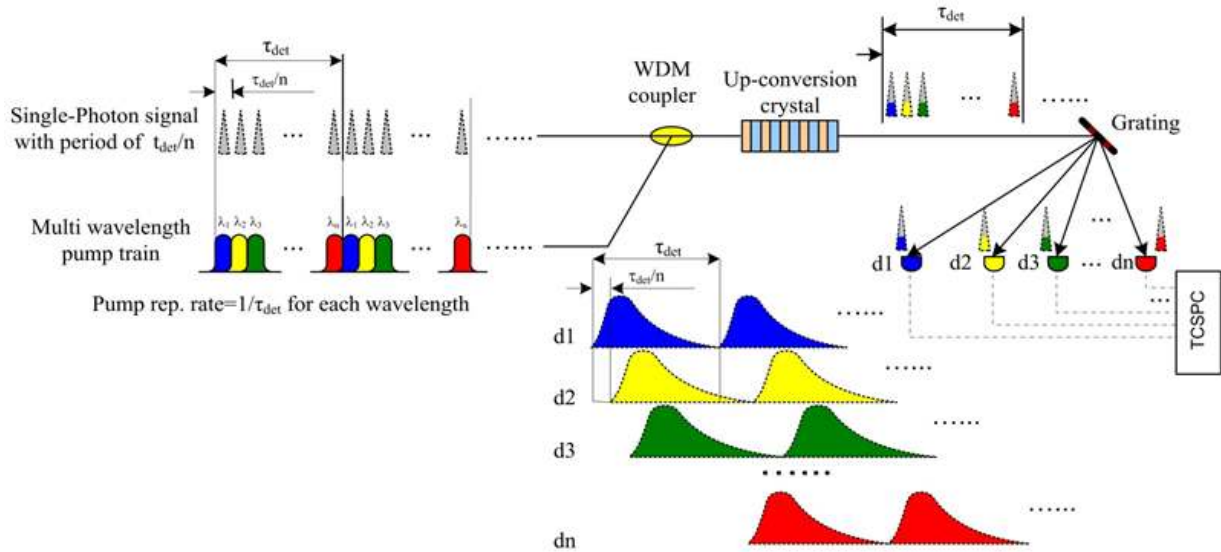 τdet
τdet/n
Single-Photon signal
with period of tdet/n
... ... ......
λ1 λ2 λ3 λn λ1 λ2 λ3 λn
Multi wavelength
pump train
... ... ......
Pump rep. rate=1/τdet for each wavelength
WDM
coupler
Up-conversion
crystal
τdet
... ......
Grating
...
d1 d2 d3 ... dn
...
TCSPC
τdet
τdet/n
d1
......
d2
......
d3
......
......
dn
......